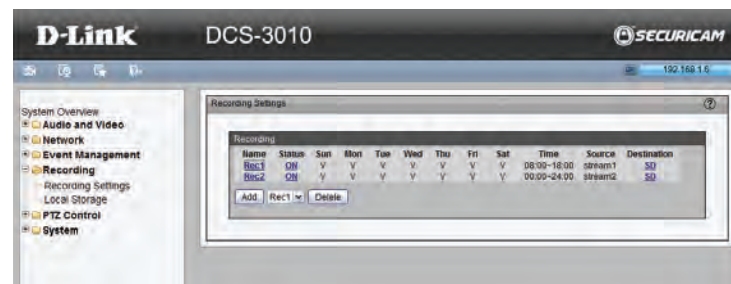 D-Link
DCS-3010
SECURICAM
192.168.1.6
System Overview
Audio and Video
Network
Event Management
Recording
Recording Settings
Local Storage
PTZ Control
System
Recording Settings
Recording
Name Status Sun Mon Tue Wed Thu Fri Sat Time Source Destination
Rec1 ON V V V V V V V 08:00~18:00 stream1 SD
Rec2 ON V V V V V V V 00:00~24:00 stream2 SD
Add Rec1 Delete